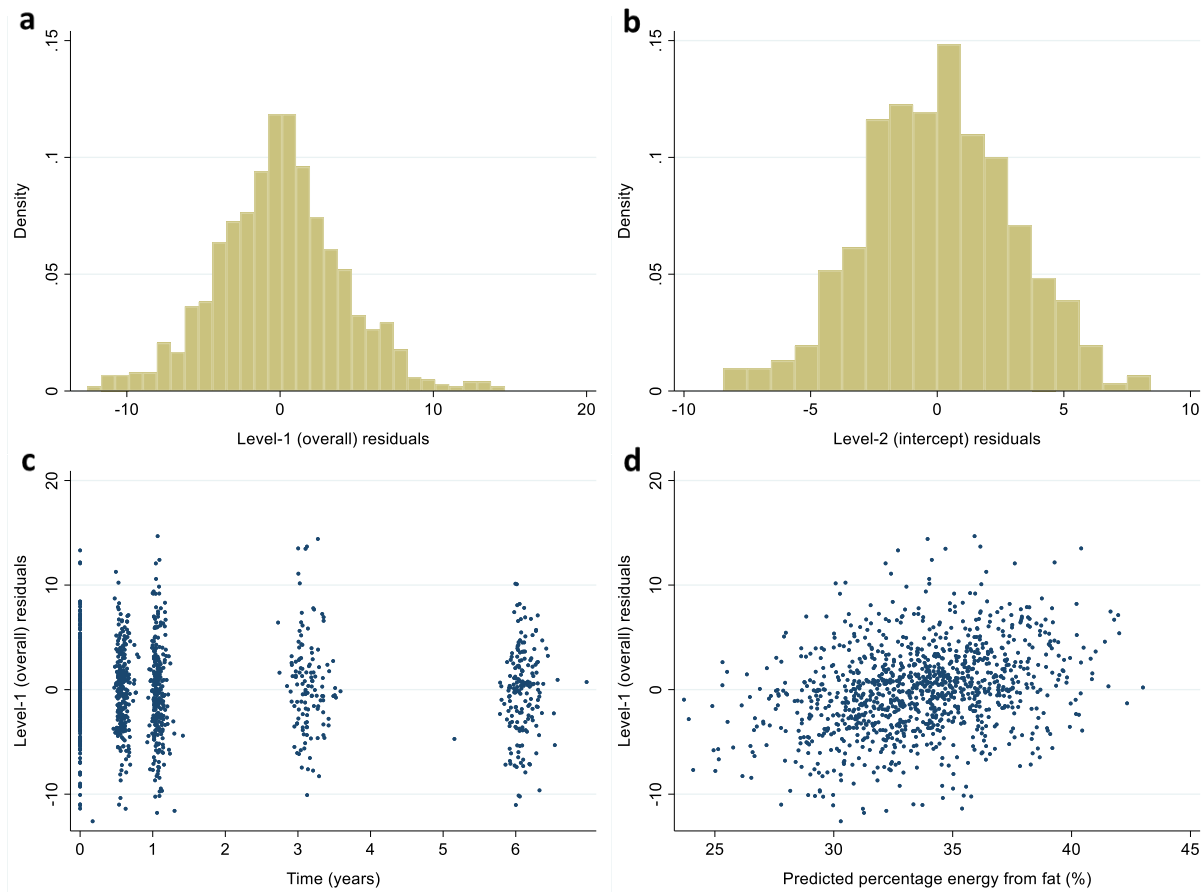 a
.15
.1
.05
0
Density
-10 0 10 20
Level-1 (overall) residuals
b
.15
.1
.05
0
Density
-10 -5 0 5 10
Level-2 (intercept) residuals
c
20
10
0
-10
Level-1 (overall) residuals
0 1 2 3 4 5 6
Time (years)
d
20
10
0
-10
Level-1 (overall) residuals
25 30 35 40 45
Predicted percentage energy from fat (%)